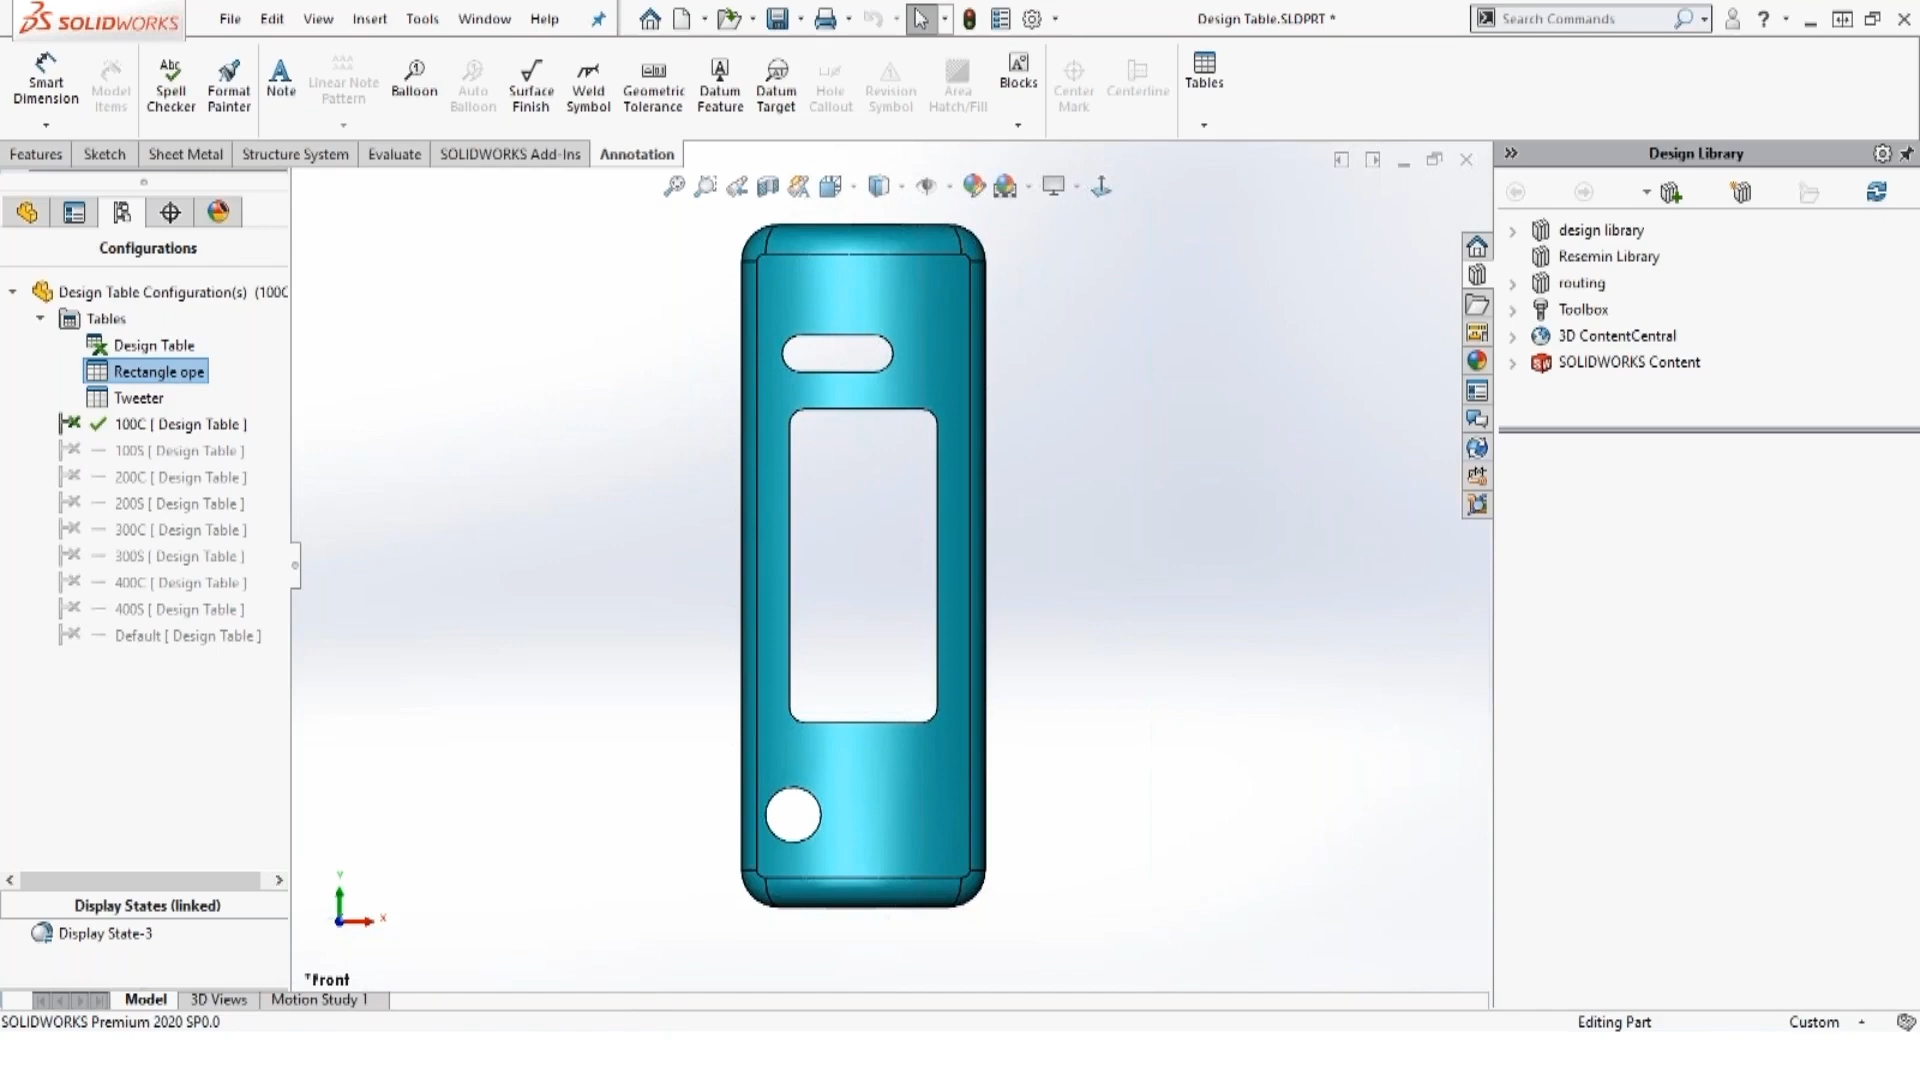 SOLIDWORKS File Edit View Insert Tools Window Help Design Table.SLDPRT * Search Commands ?
Smart Dimension
Model Items
Abc Spell Checker
Format Painter
A Note
Linear Note Pattern
Balloon
Auto Balloon
Surface Finish
Weld Symbol
Geometric Tolerance
Datum Feature
Datum Target
Hole Callout
Revision Symbol
Area Hatch/Fill
Blocks
Center Mark
Centerline
Tables
Features Sketch Sheet Metal Structure System Evaluate SOLIDWORKS Add-Ins Annotation
Design Library
Configurations
Design Table Configuration(s) (100C
Tables
Design Table
Rectangle ope
Tweeter
100C [ Design Table ]
100S [ Design Table ]
200C [ Design Table ]
200S [ Design Table ]
300C [ Design Table ]
300S [ Design Table ]
400C [ Design Table ]
400S [ Design Table ]
Default [ Design Table ]
Display States (linked)
Display State-3
design library
Resemin Library
routing
Toolbox
3D ContentCentral
SOLIDWORKS Content
Y
X
*Front
Model 3D Views Motion Study 1
SOLIDWORKS Premium 2020 SP0.0 Editing Part Custom